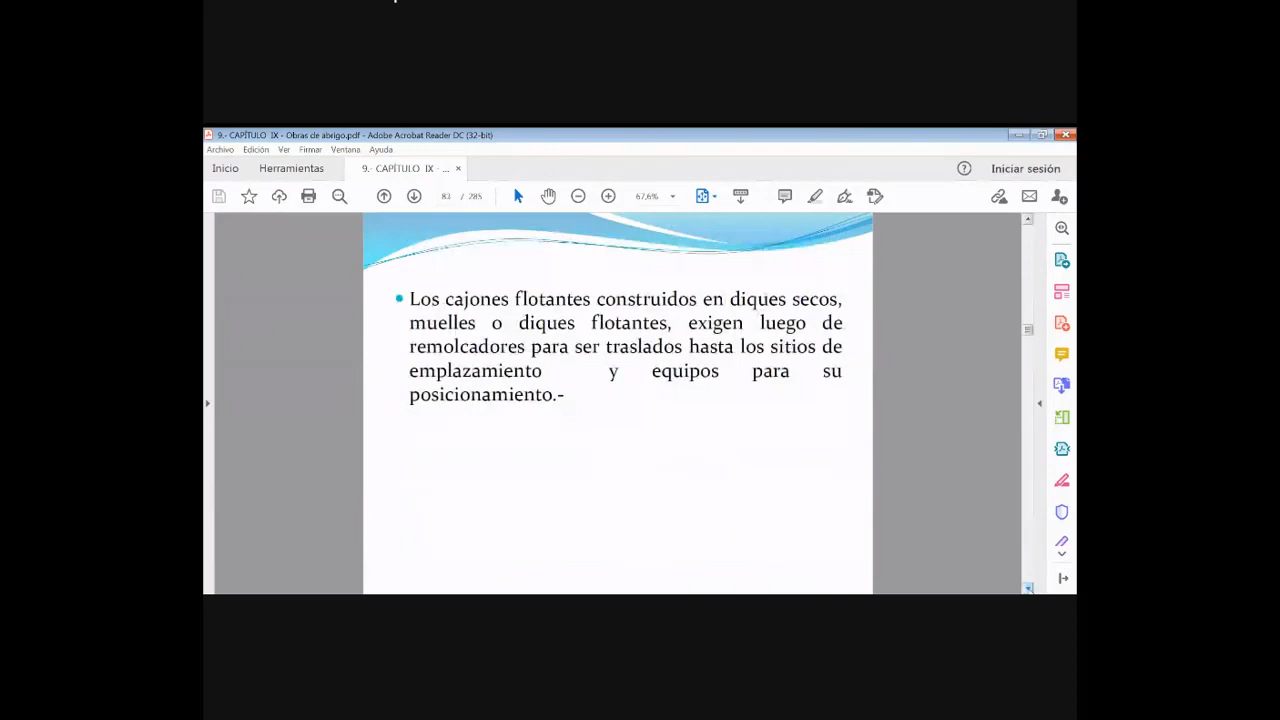 9.- CAPÍTULO IX - Obras de abrigo.pdf - Adobe Acrobat Reader DC (32-bit)
Archivo Edición Ver Firmar Ventana Ayuda
Inicio Herramientas 9.- CAPÍTULO IX - ... × Iniciar sesión
83 / 285 67,6%
Los cajones flotantes construidos en diques secos,
muelles o diques flotantes, exigen luego de
remolcadores para ser traslados hasta los sitios de
emplazamiento y equipos para su
posicionamiento.-